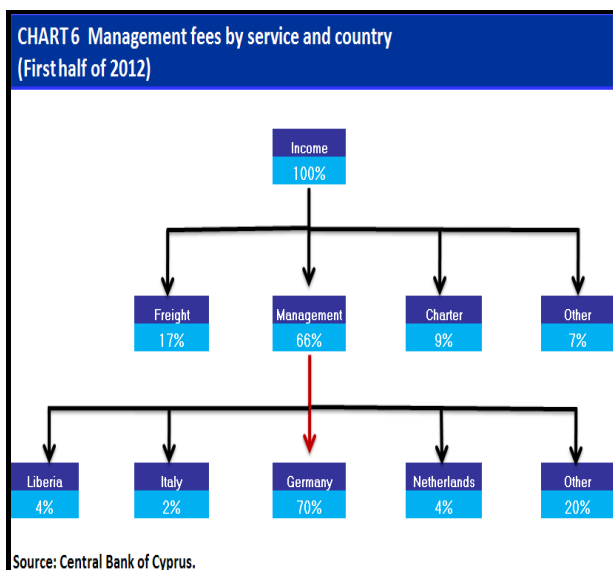 CHART 6 Management fees by service and country
(First half of 2012)
Income
100%
Freight
17%
Management
66%
Charter
9%
Other
7%
Liberia
4%
Italy
2%
Germany
70%
Netherlands
4%
Other
20%
Source: Central Bank of Cyprus.